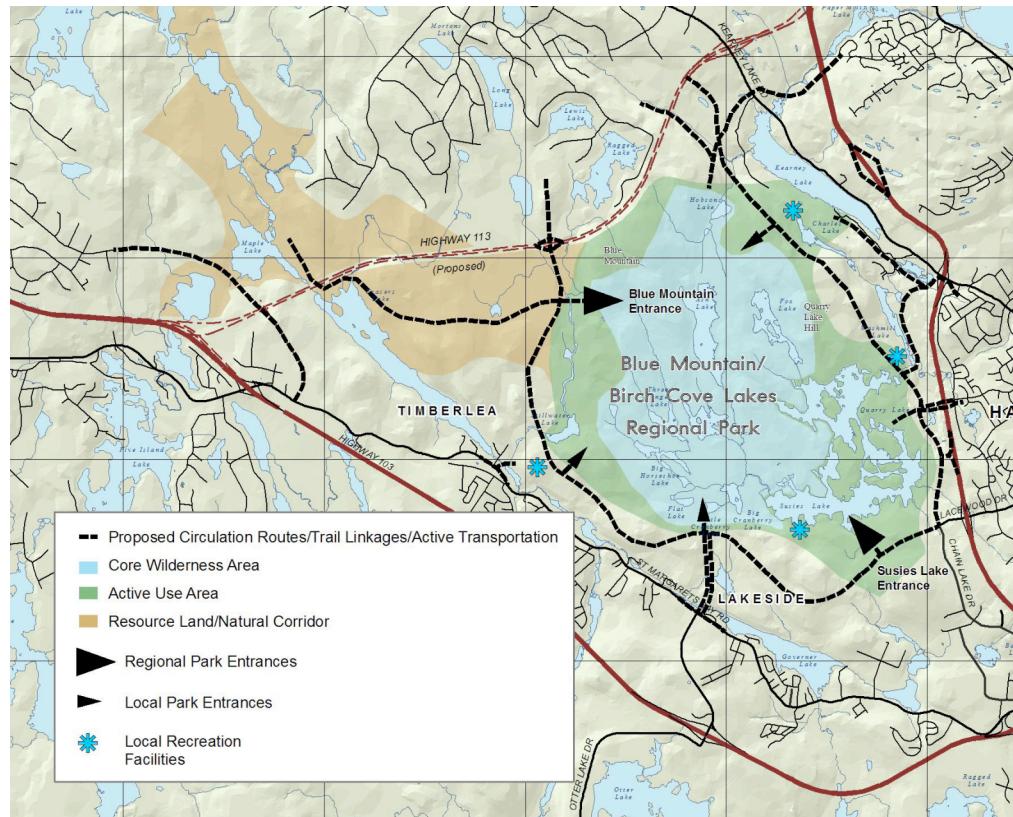 Mortons
Lake
Long
Lake
Lewis
Lake
Ragged
Lake
KEARNEY LAKE RD
Kearney
Lake
Hobsons
Lake
Charlies
Lake
Maple
Lake
HIGHWAY 113
(Proposed)
Blue
Mountain
Fox
Lake
Quarry
Lake
Hill
Blue Mountain
Entrance
Blue Mountain/
Birch Cove Lakes
Regional Park
TIMBERLEA
HIGHWAY 103
Quarry Lake
HA
Five Island
Lake
Big
Horseshoe
Lake
Flat
Lake
Big
Cranberry
Lake
Susies Lake
LACEWOOD DR
CHAIN LAKE DR
Susies Lake
Entrance
LAKESIDE
Governor
Lake
OTTER LAKE DR
Otter
Lake
Ragged
Lake
Proposed Circulation Routes/Trail Linkages/Active Transportation
Core Wilderness Area
Active Use Area
Resource Land/Natural Corridor
Regional Park Entrances
Local Park Entrances
Local Recreation
Facilities